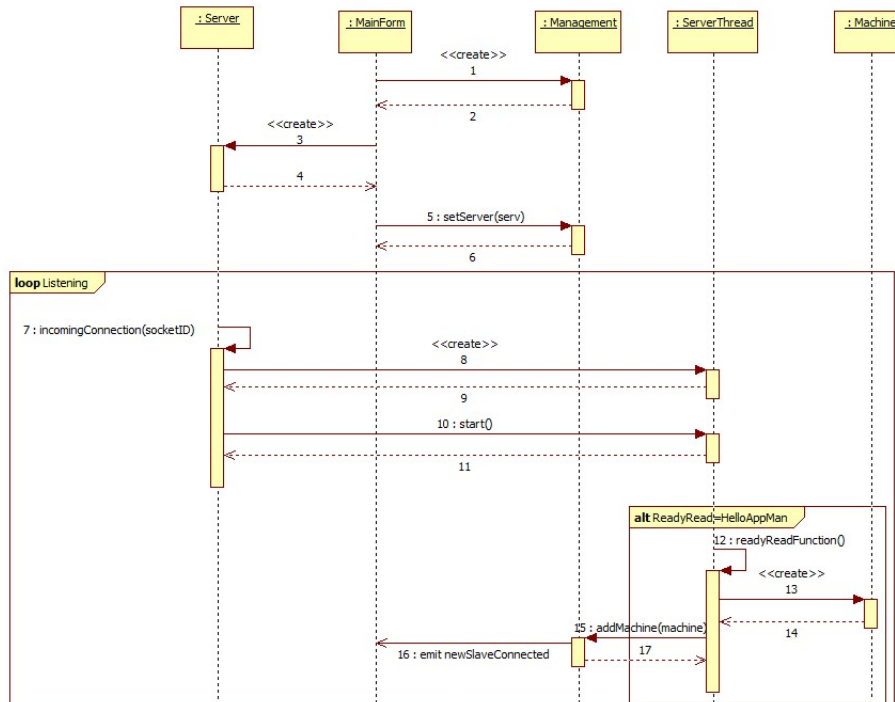 : Server
: MainForm
: Management
: ServerThread
: Machine
<<create>>
1
2
<<create>>
3
4
5 : setServer(serv)
6
loop Listening
7 : incomingConnection(socketID)
<<create>>
8
9
10 : start()
11
alt ReadyRead=HelloAppMan
12 : readyReadFunction()
<<create>>
13
14
15 : addMachine(machine)
16 : emit newSlaveConnected
17